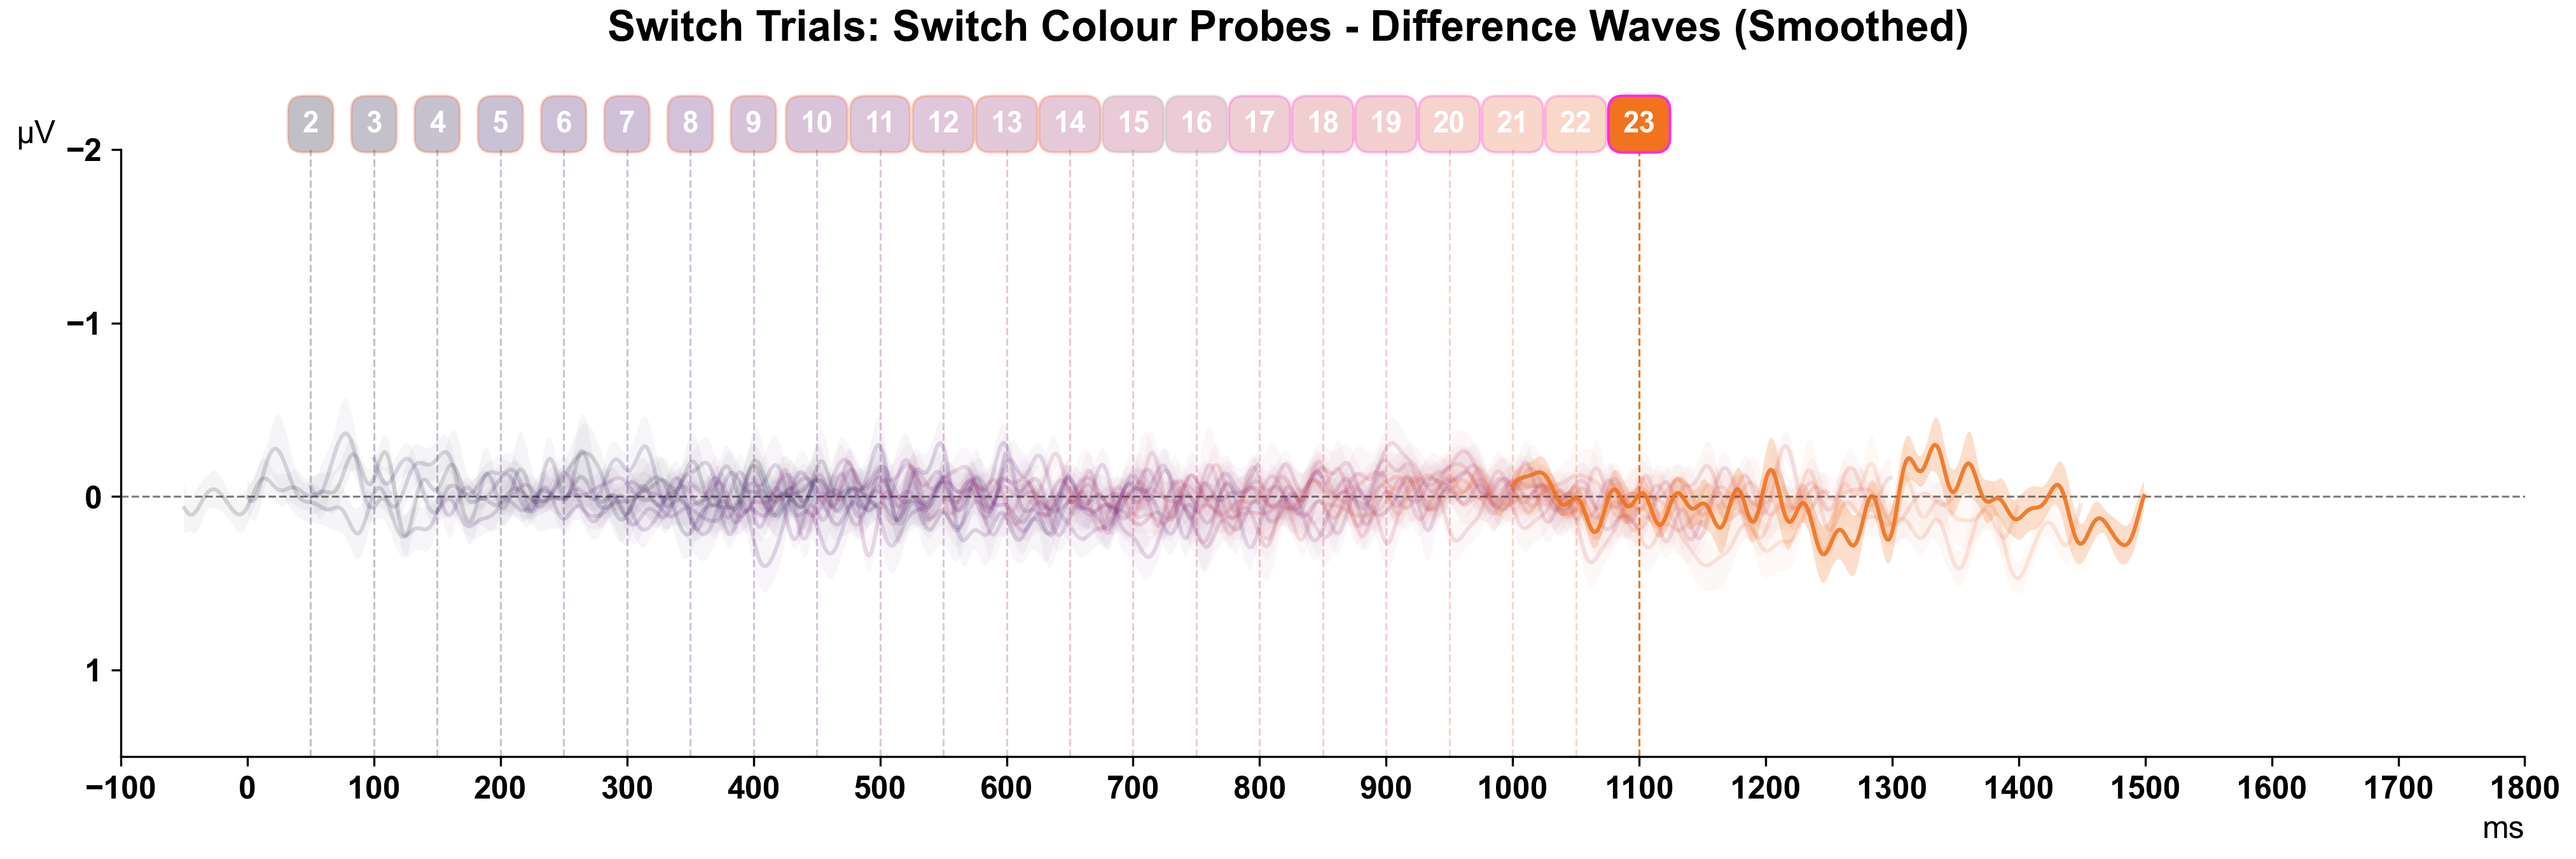 Switch Trials: Switch Colour Probes - Difference Waves (Smoothed)
2 3 4 5 6 7 8 9 10 11 12 13 14 15 16 17 18 19 20 21 22 23
µV
−2
−1
0
1
−100 0 100 200 300 400 500 600 700 800 900 1000 1100 1200 1300 1400 1500 1600 1700 1800
ms